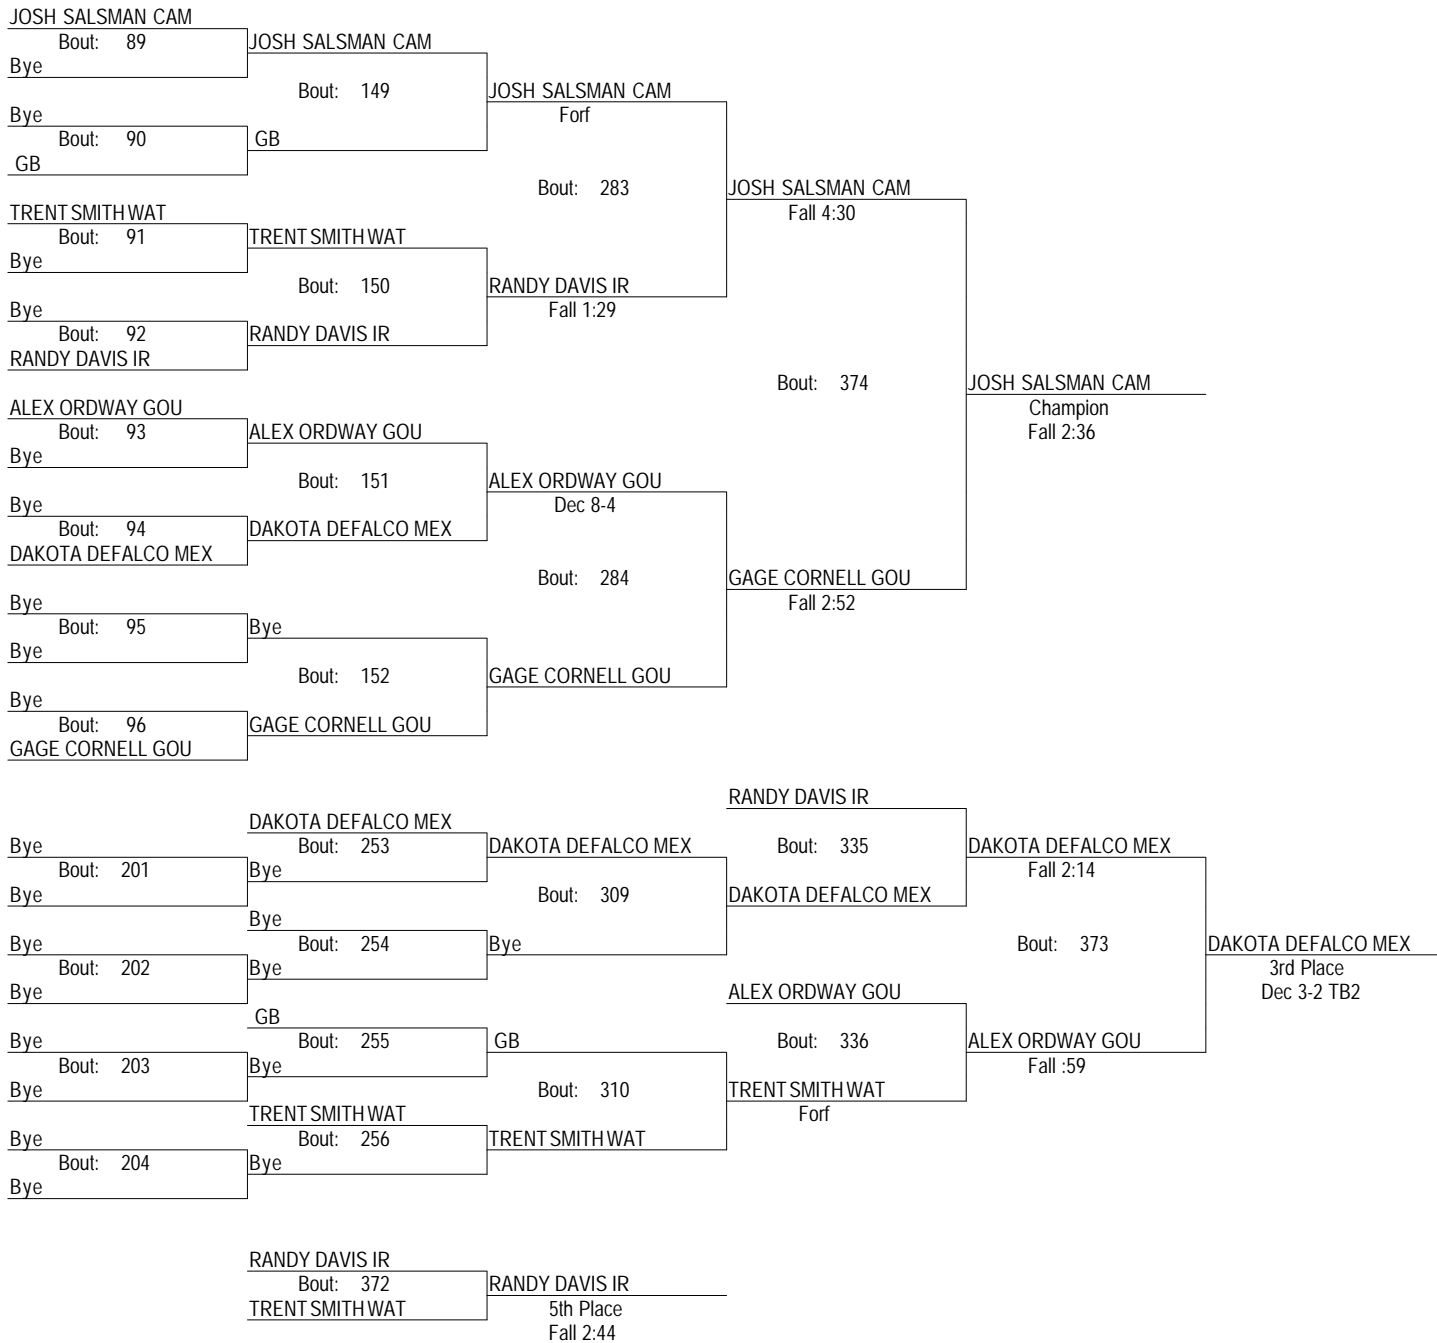 JOSH SALSMAN CAM
Bout: 89
JOSH SALSMAN CAM
Bye
Bout: 149
JOSH SALSMAN CAM
Bye
Forf
Bout: 90
GB
GB
Bout: 283
JOSH SALSMAN CAM
TRENT SMITH WAT
Fall 4:30
Bout: 91
TRENT SMITH WAT
Bye
Bout: 150
RANDY DAVIS IR
Bye
Fall 1:29
Bout: 92
RANDY DAVIS IR
RANDY DAVIS IR
Bout: 374
JOSH SALSMAN CAM
ALEX ORDWAY GOU
Champion
Bout: 93
ALEX ORDWAY GOU
Fall 2:36
Bye
Bout: 151
ALEX ORDWAY GOU
Bye
Dec 8-4
Bout: 94
DAKOTA DEFALCO MEX
DAKOTA DEFALCO MEX
Bout: 284
GAGE CORNELL GOU
Bye
Fall 2:52
Bout: 95
Bye
Bye
Bout: 152
GAGE CORNELL GOU
Bye
Bout: 96
GAGE CORNELL GOU
GAGE CORNELL GOU
RANDY DAVIS IR
DAKOTA DEFALCO MEX
Bye
Bout: 253
DAKOTA DEFALCO MEX
Bout: 335
DAKOTA DEFALCO MEX
Bout: 201
Bye
Fall 2:14
Bye
Bout: 309
DAKOTA DEFALCO MEX
Bye
Bye
Bout: 254
Bye
Bout: 373
DAKOTA DEFALCO MEX
Bout: 202
Bye
3rd Place
Bye
ALEX ORDWAY GOU
Dec 3-2 TB2
GB
Bye
Bout: 255
GB
Bout: 336
ALEX ORDWAY GOU
Bout: 203
Bye
Fall :59
Bye
Bout: 310
TRENT SMITH WAT
TRENT SMITH WAT
Forf
Bye
Bout: 256
TRENT SMITH WAT
Bout: 204
Bye
Bye
RANDY DAVIS IR
Bout: 372
RANDY DAVIS IR
TRENT SMITH WAT
5th Place
Fall 2:44